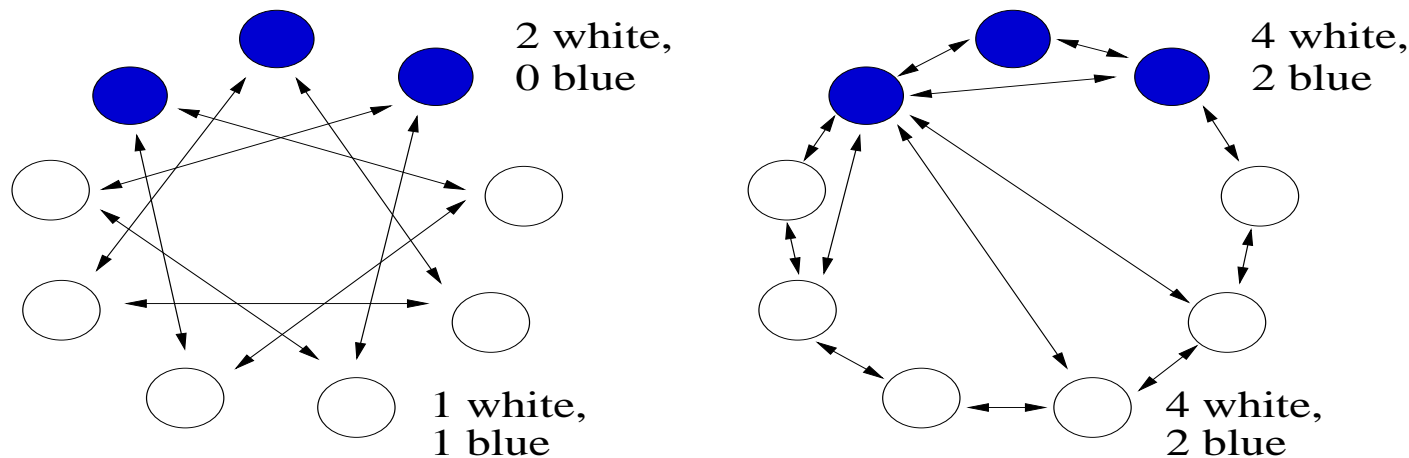 2 white,
0 blue
1 white,
1 blue
4 white,
2 blue
4 white,
2 blue